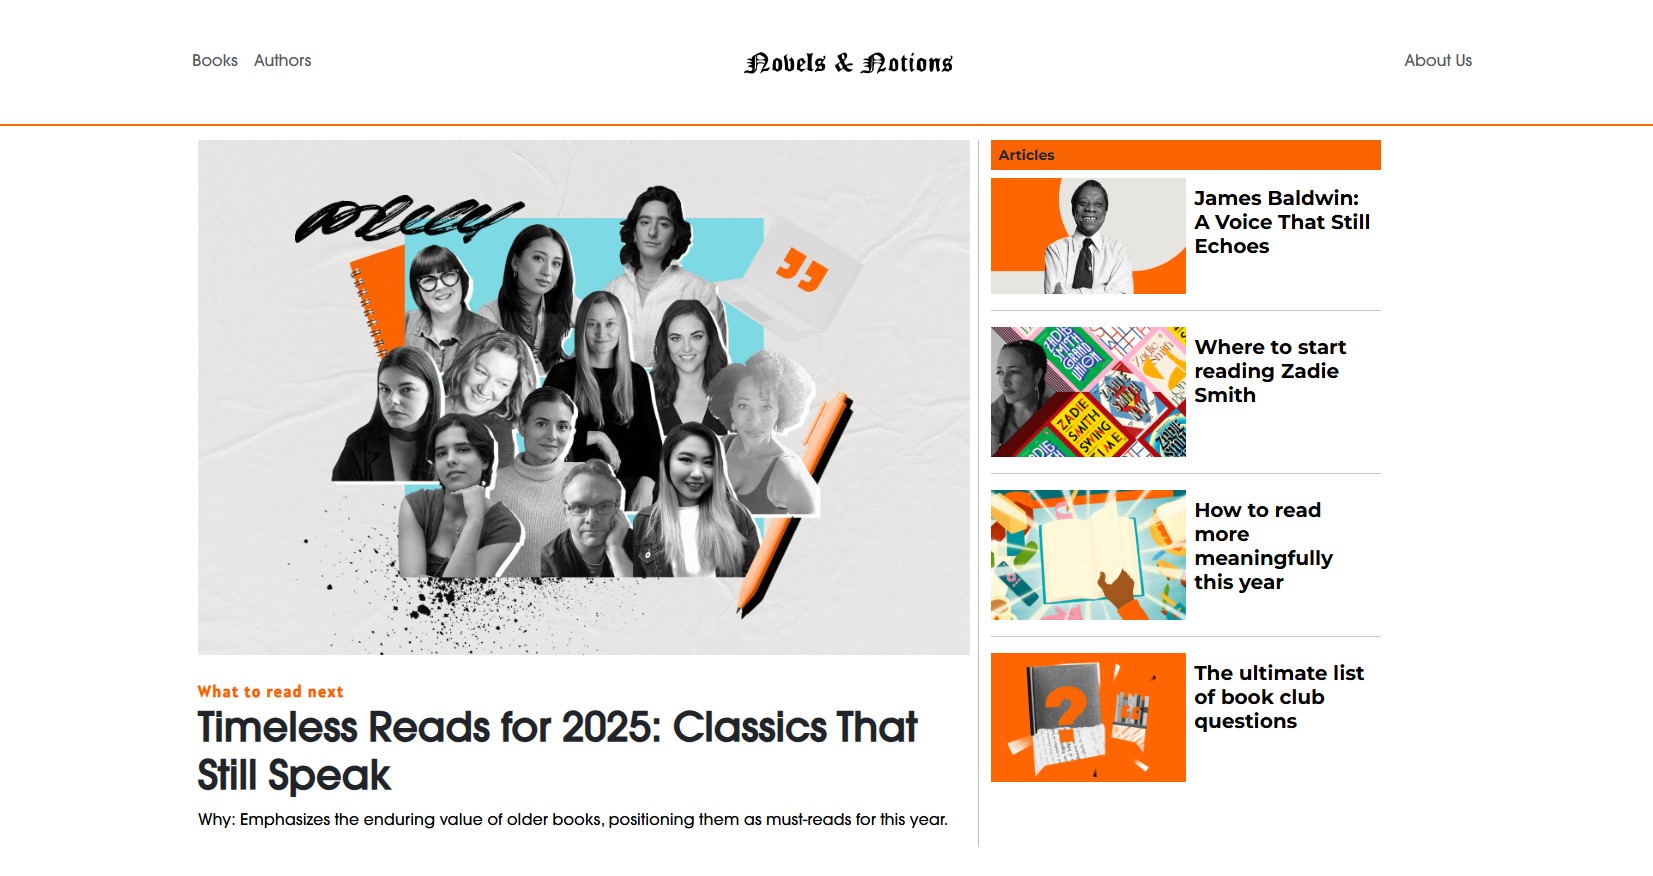 Books Authors
Novels & Notions
About Us
What to read next
Timeless Reads for 2025: Classics That
Still Speak
Why: Emphasizes the enduring value of older books, positioning them as must-reads for this year.
Articles
James Baldwin:
A Voice That Still
Echoes
ZADIE
SMITH
GRAND
UNION
Zadie
Smith
ZADIE
SMITH
SWING
TIME
ZADIE
Where to start
reading Zadie
Smith
How to read
more
meaningfully
this year
?
The ultimate list
of book club
questions